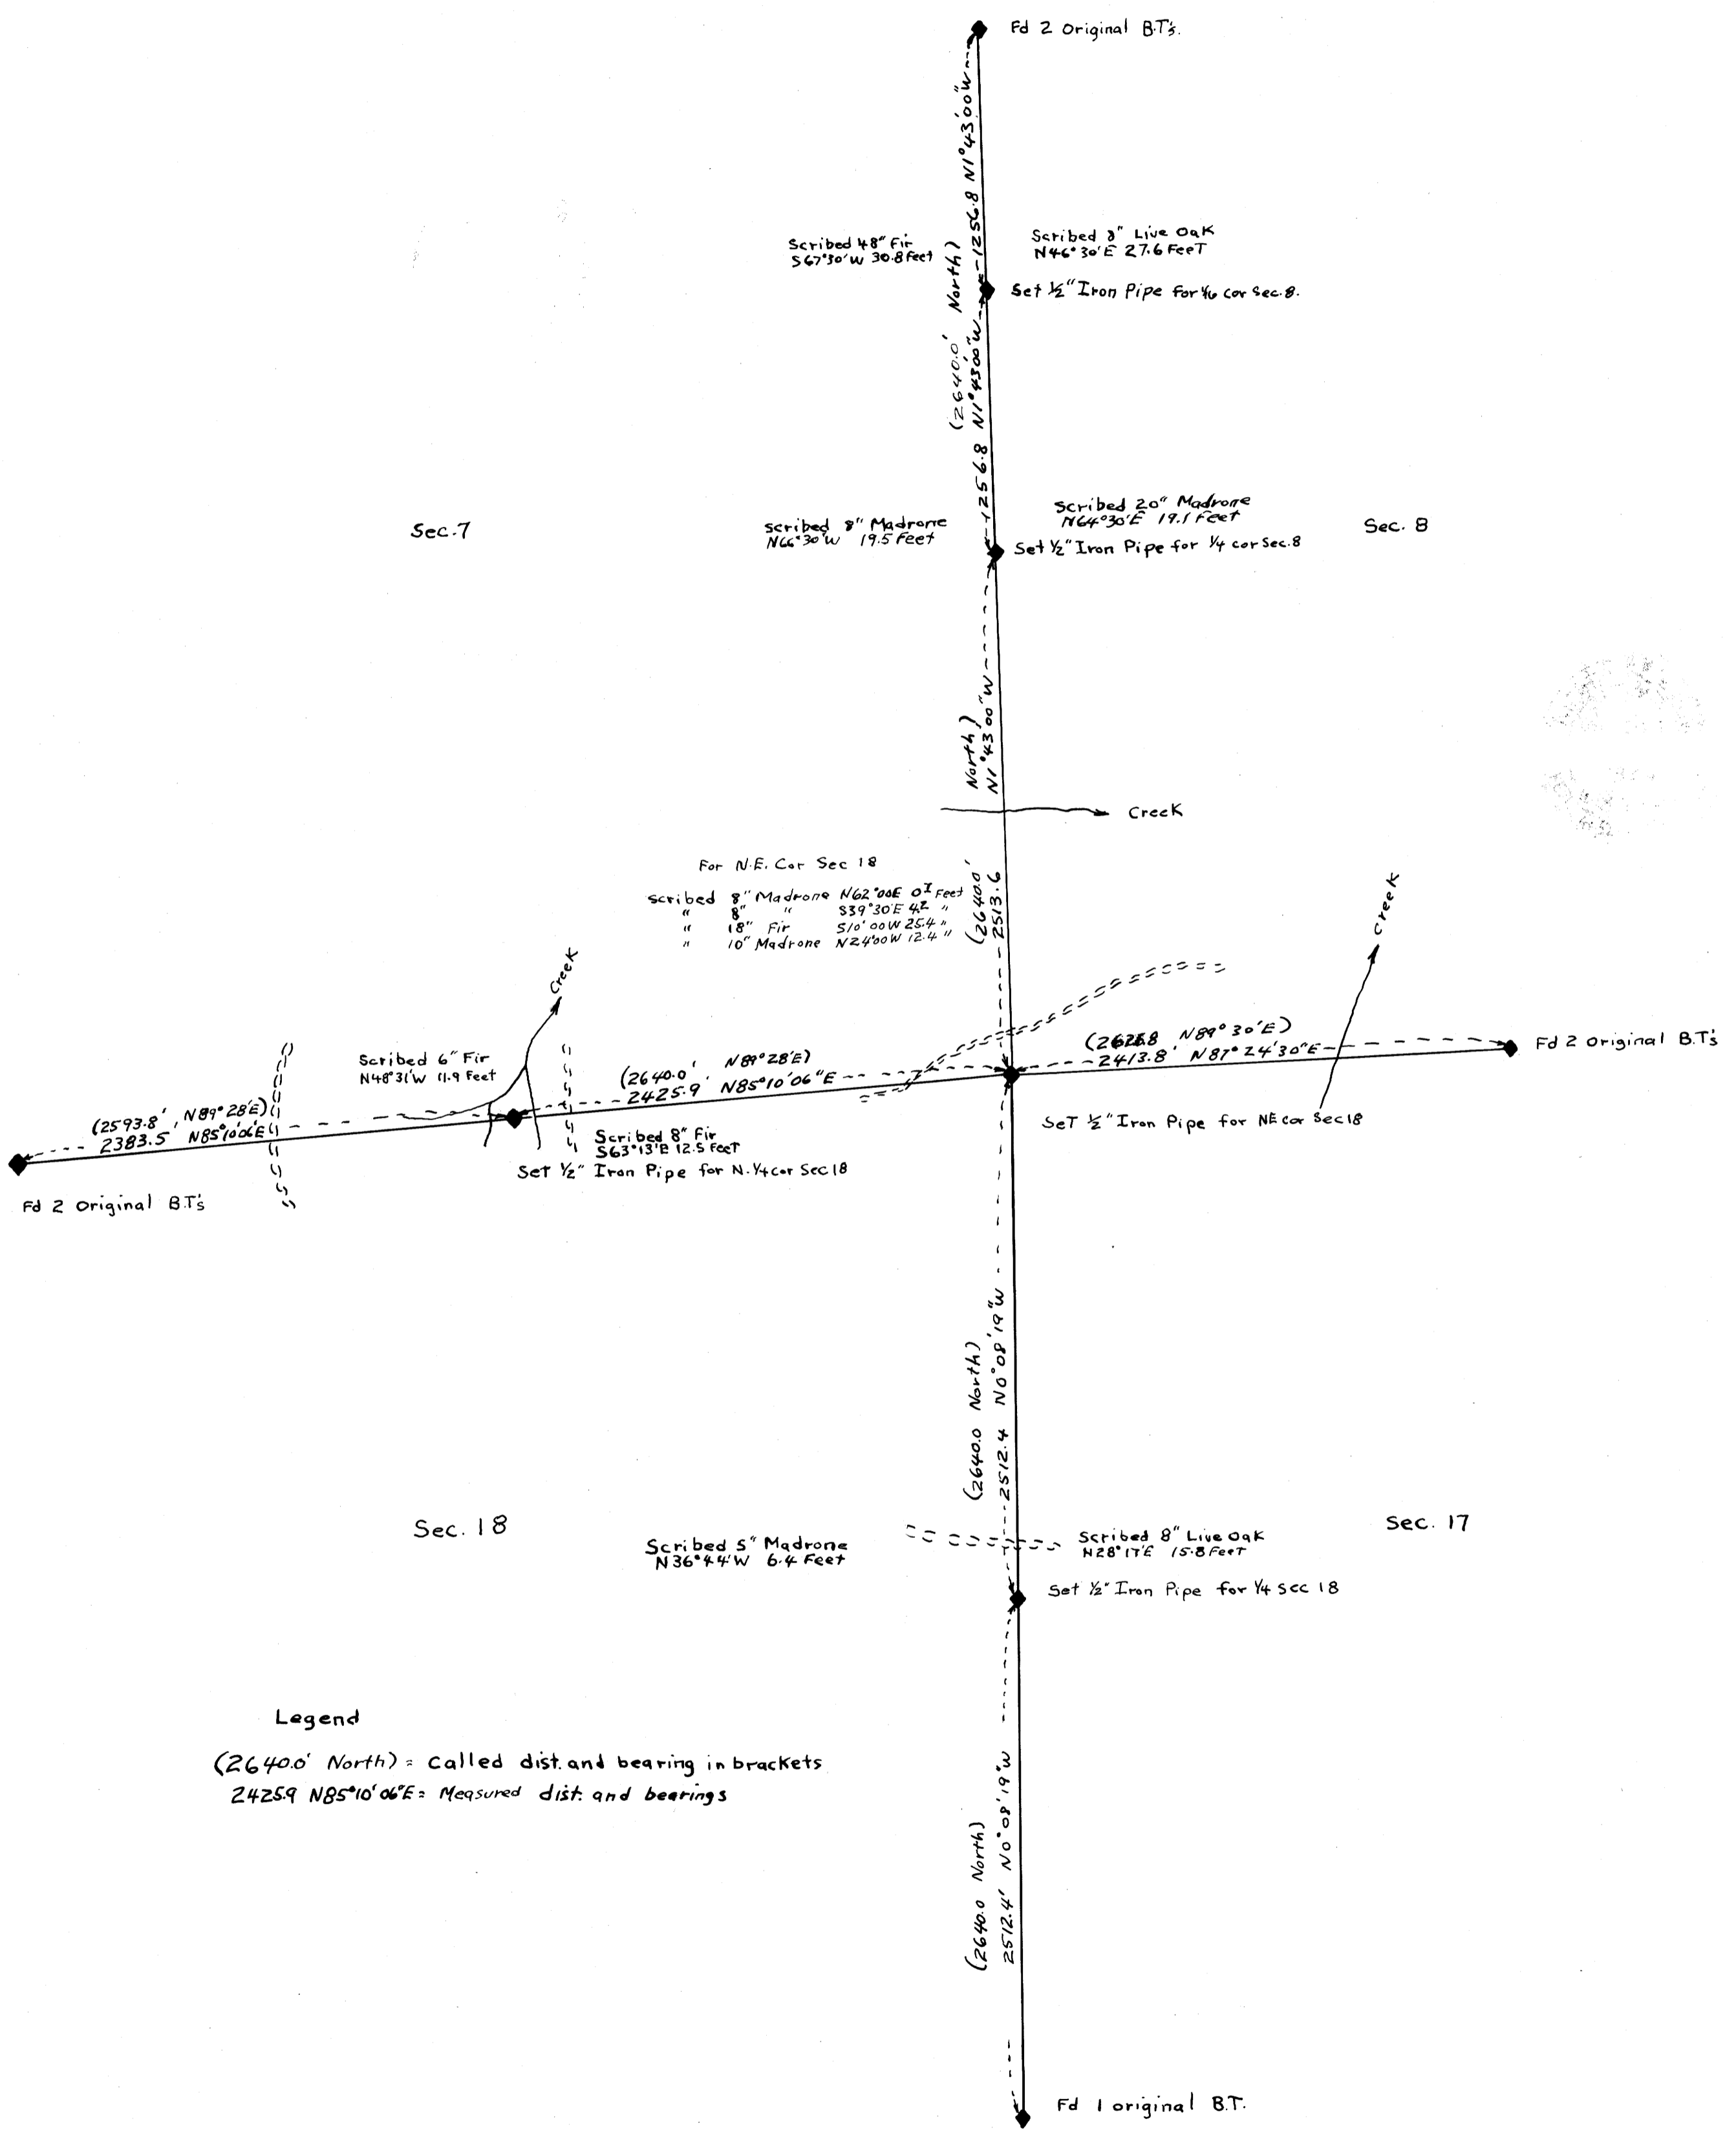 Fd 2 Original B.T's.
1256.8 N1°43'00"W
Scribed 48" Fir
S67°30'W 30.8 Feet
Scribed 8" Live Oak
N46°30'E 27.6 Feet
Set ½" Iron Pipe for 1/16 cor Sec. 8.
(2640.0' North)
1256.8 N1°43'00"W
Sec. 7
Scribed 8" Madrone
N66°30'W 19.5 Feet
Scribed 20" Madrone
N64°30'E 19.1 Feet
Sec. 8
Set ½" Iron Pipe for ¼ cor Sec. 8
(2640.0' North)
2513.6 N1°43'00"W
Creek
For N.E. Cor Sec 18
Scribed 8" Madrone N62°00E Feet
" 8" " S39°30'E 4.2 "
" 18" Fir S10°00W 25.4 "
" 10" Madrone N24°00W 12.4 "
Creek
Creek
(N89°30'E)
2413.8' N87°24'30"E
Fd 2 Original B.T's
Scribed 6" Fir
N48°31'W 11.9 Feet
(2640.0' N89°28'E)
2425.9' N85°10'06"E
(2593.8', N89°28'E)
2383.5' N85°10'06"E
Set ½" Iron Pipe for NE cor Sec 18
Scribed 8" Fir
S63°13'E 12.5 Feet
Set ½" Iron Pipe for N. ¼ cor Sec 18
Fd 2 Original B.T's
(2640.0 North)
2512.4 N0°08'19"W
Sec. 18
Scribed 5" Madrone
N36°44'W 6.4 Feet
Scribed 8" Live Oak
N28°17'E 15.8 Feet
Sec. 17
Set ½" Iron Pipe for ¼ Sec 18
Legend
(2640.0' North) = Called dist. and bearing in brackets
2425.9 N85°10'06"E = Measured dist. and bearings
(2640.0 North)
2512.4' N0°08'19"W
Fd 1 original B.T.